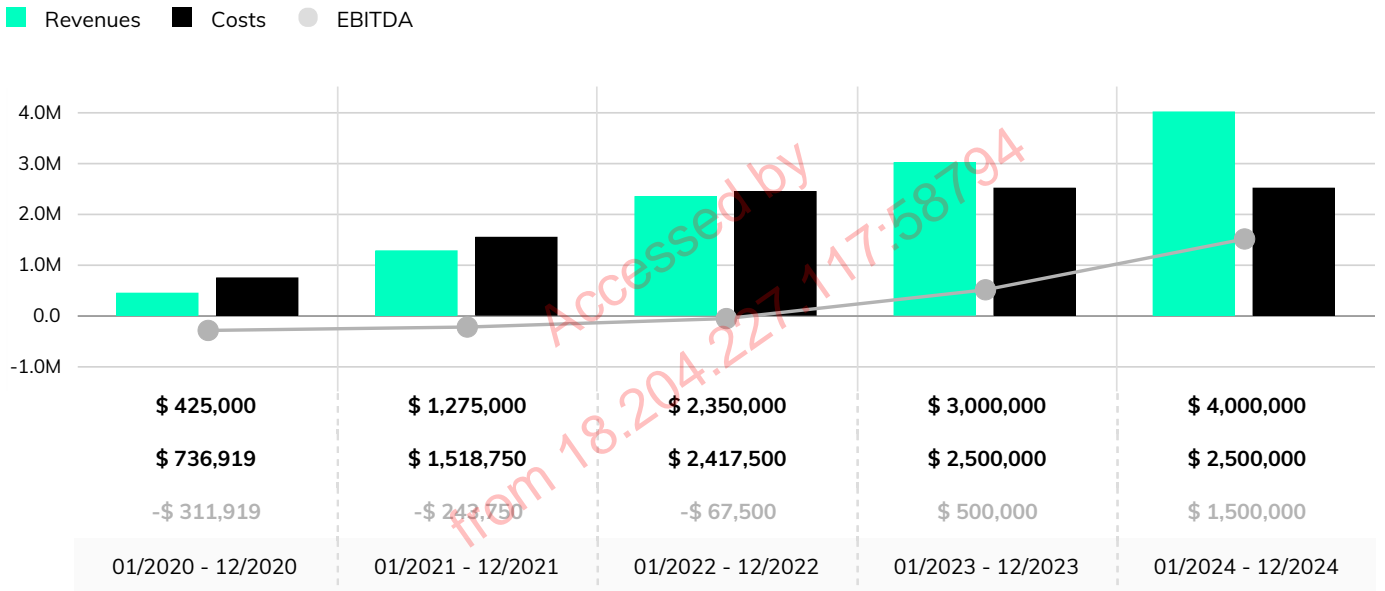 Revenues Costs EBITDA
4.0M
3.0M
2.0M
1.0M
0.0
-1.0M
$ 425,000 $ 1,275,000 $ 2,350,000 $ 3,000,000 $ 4,000,000
$ 736,919 $ 1,518,750 $ 2,417,500 $ 2,500,000 $ 2,500,000
-$ 311,919 -$ 243,750 -$ 67,500 $ 500,000 $ 1,500,000
01/2020 - 12/2020 01/2021 - 12/2021 01/2022 - 12/2022 01/2023 - 12/2023 01/2024 - 12/2024
Accessed by
from 18.204.227.117:58794